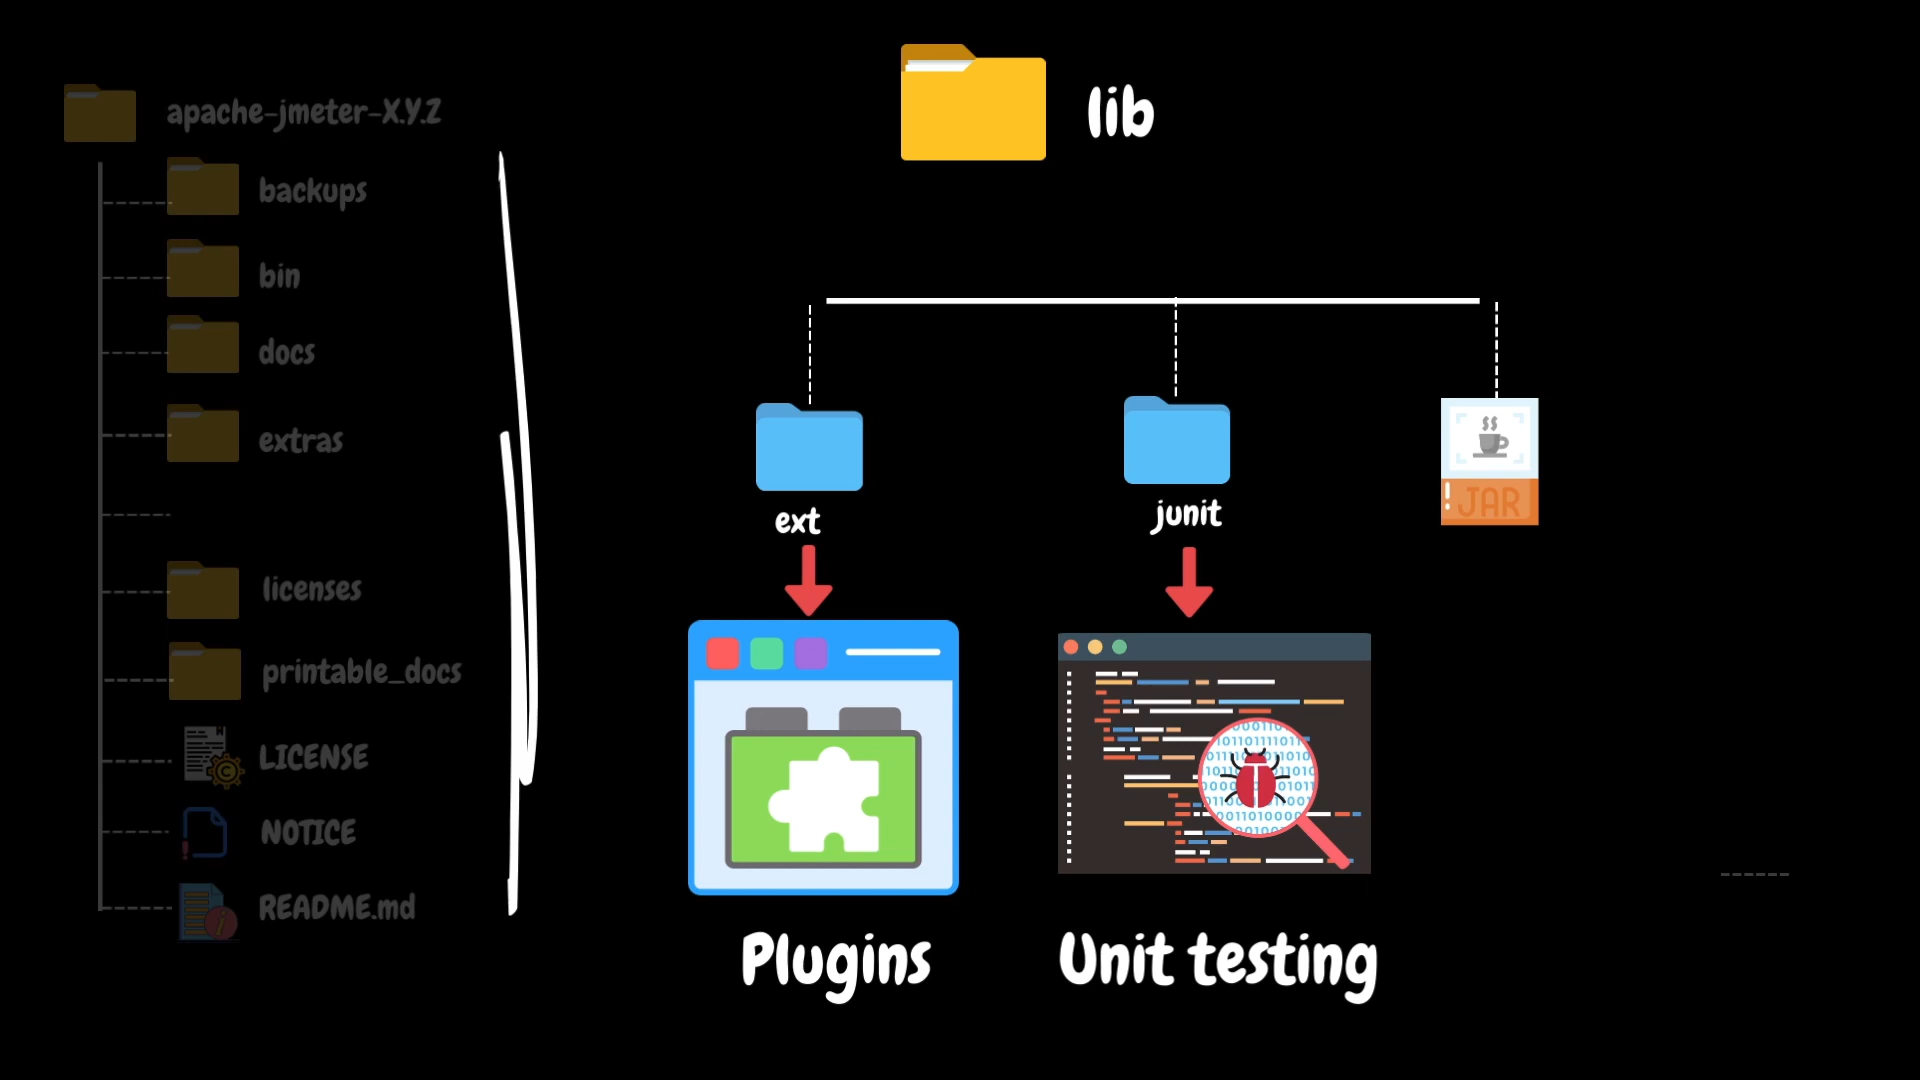 apache-jmeter-X.Y.Z
backups
bin
docs
extras
licenses
printable_docs
LICENSE
NOTICE
README.md
lib
ext
junit
JAR
Plugins
Unit testing